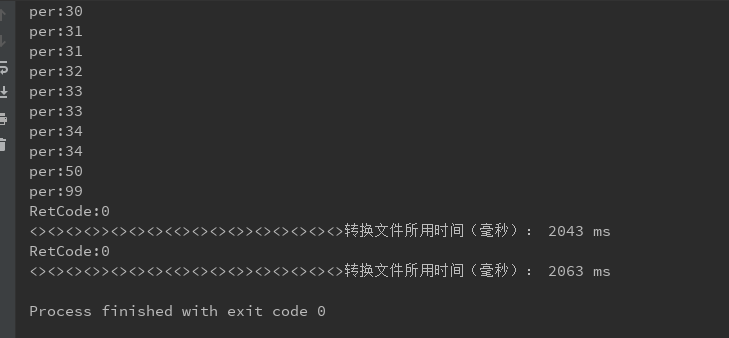 per:30
per:31
per:31
per:32
per:33
per:33
per:34
per:34
per:50
per:99
RetCode:0
<><><><>><><><><<><><><>><><><><><>转换文件所用时间（毫秒）： 2043 ms
RetCode:0
<><><><>><><><><<><><><>><><><><><>转换文件所用时间（毫秒）： 2063 ms
Process finished with exit code 0